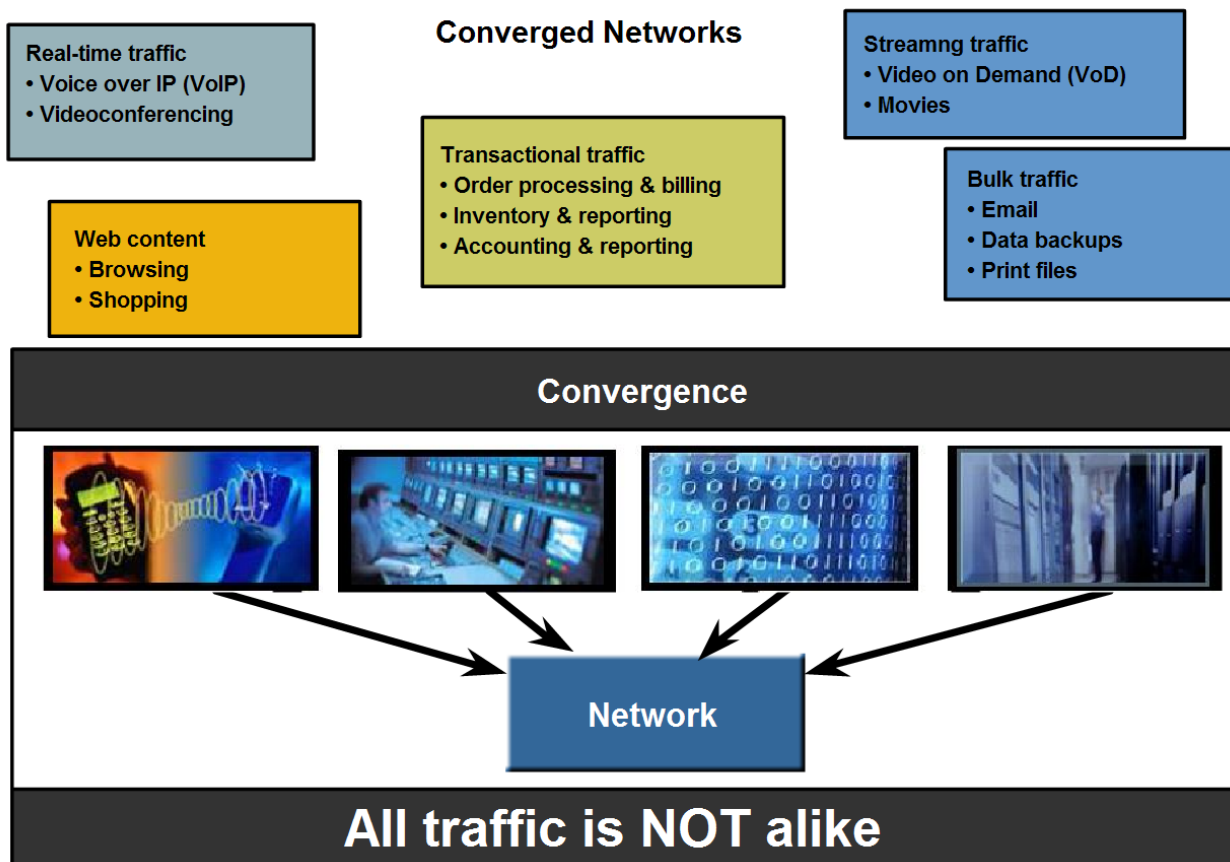 Converged Networks
Real-time traffic
• Voice over IP (VoIP)
• Videoconferencing
Streamng traffic
• Video on Demand (VoD)
• Movies
Transactional traffic
• Order processing & billing
• Inventory & reporting
• Accounting & reporting
Bulk traffic
• Email
• Data backups
• Print files
Web content
• Browsing
• Shopping
Convergence
Network
All traffic is NOT alike